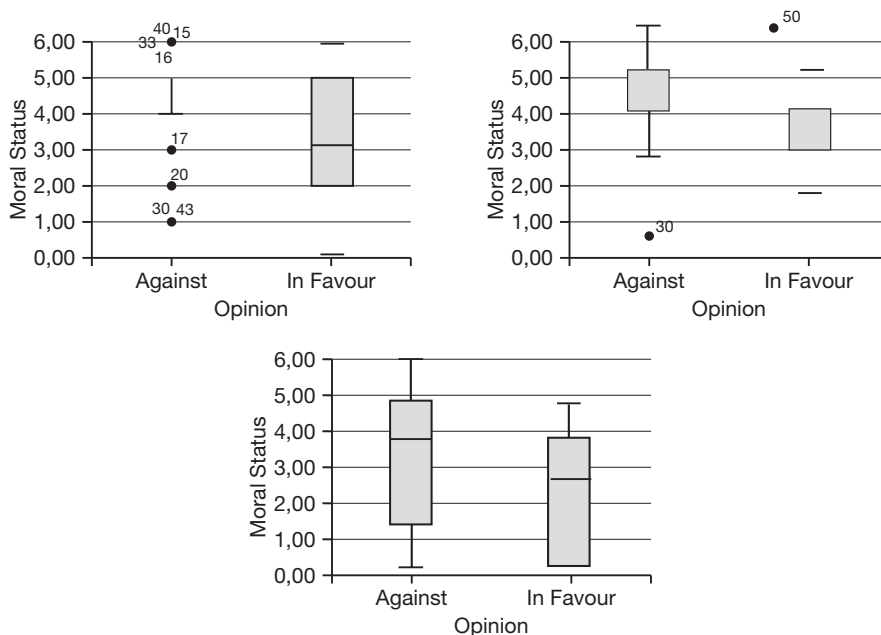 40 15
6,00
33
16
5,00
4,00
17
3,00
20
2,00
30 43
1,00
0,00
Moral Status
Against
In Favour
Opinion
50
6,00
5,00
4,00
3,00
2,00
1,00
30
0,00
Moral Status
Against
In Favour
Opinion
6,00
5,00
4,00
3,00
2,00
1,00
0,00
Moral Status
Against
In Favour
Opinion